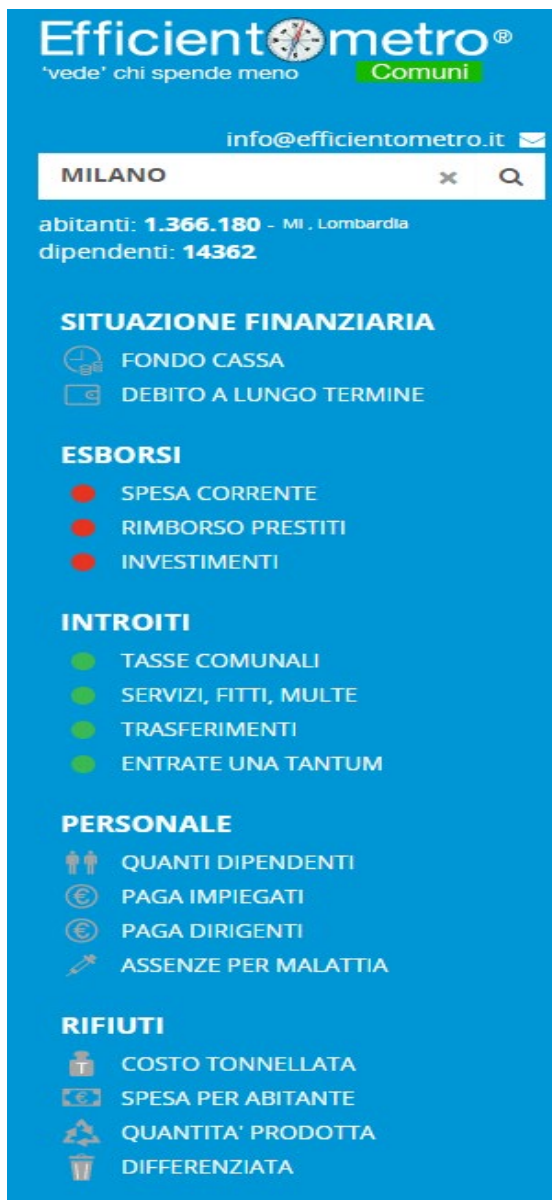 Efficientometro®
'vede' chi spende meno Comuni
info@efficientometro.it
MILANO
abitanti: 1.366.180 - MI , Lombardia
dipendenti: 14362
SITUAZIONE FINANZIARIA
FONDO CASSA
DEBITO A LUNGO TERMINE
ESBORSI
SPESA CORRENTE
RIMBORSO PRESTITI
INVESTIMENTI
INTROITI
TASSE COMUNALI
SERVIZI, FITTI, MULTE
TRASFERIMENTI
ENTRATE UNA TANTUM
PERSONALE
QUANTI DIPENDENTI
€ PAGA IMPIEGATI
€ PAGA DIRIGENTI
ASSENZE PER MALATTIA
RIFIUTI
T COSTO TONNELLATA
€ SPESA PER ABITANTE
QUANTITA' PRODOTTA
DIFFERENZIATA